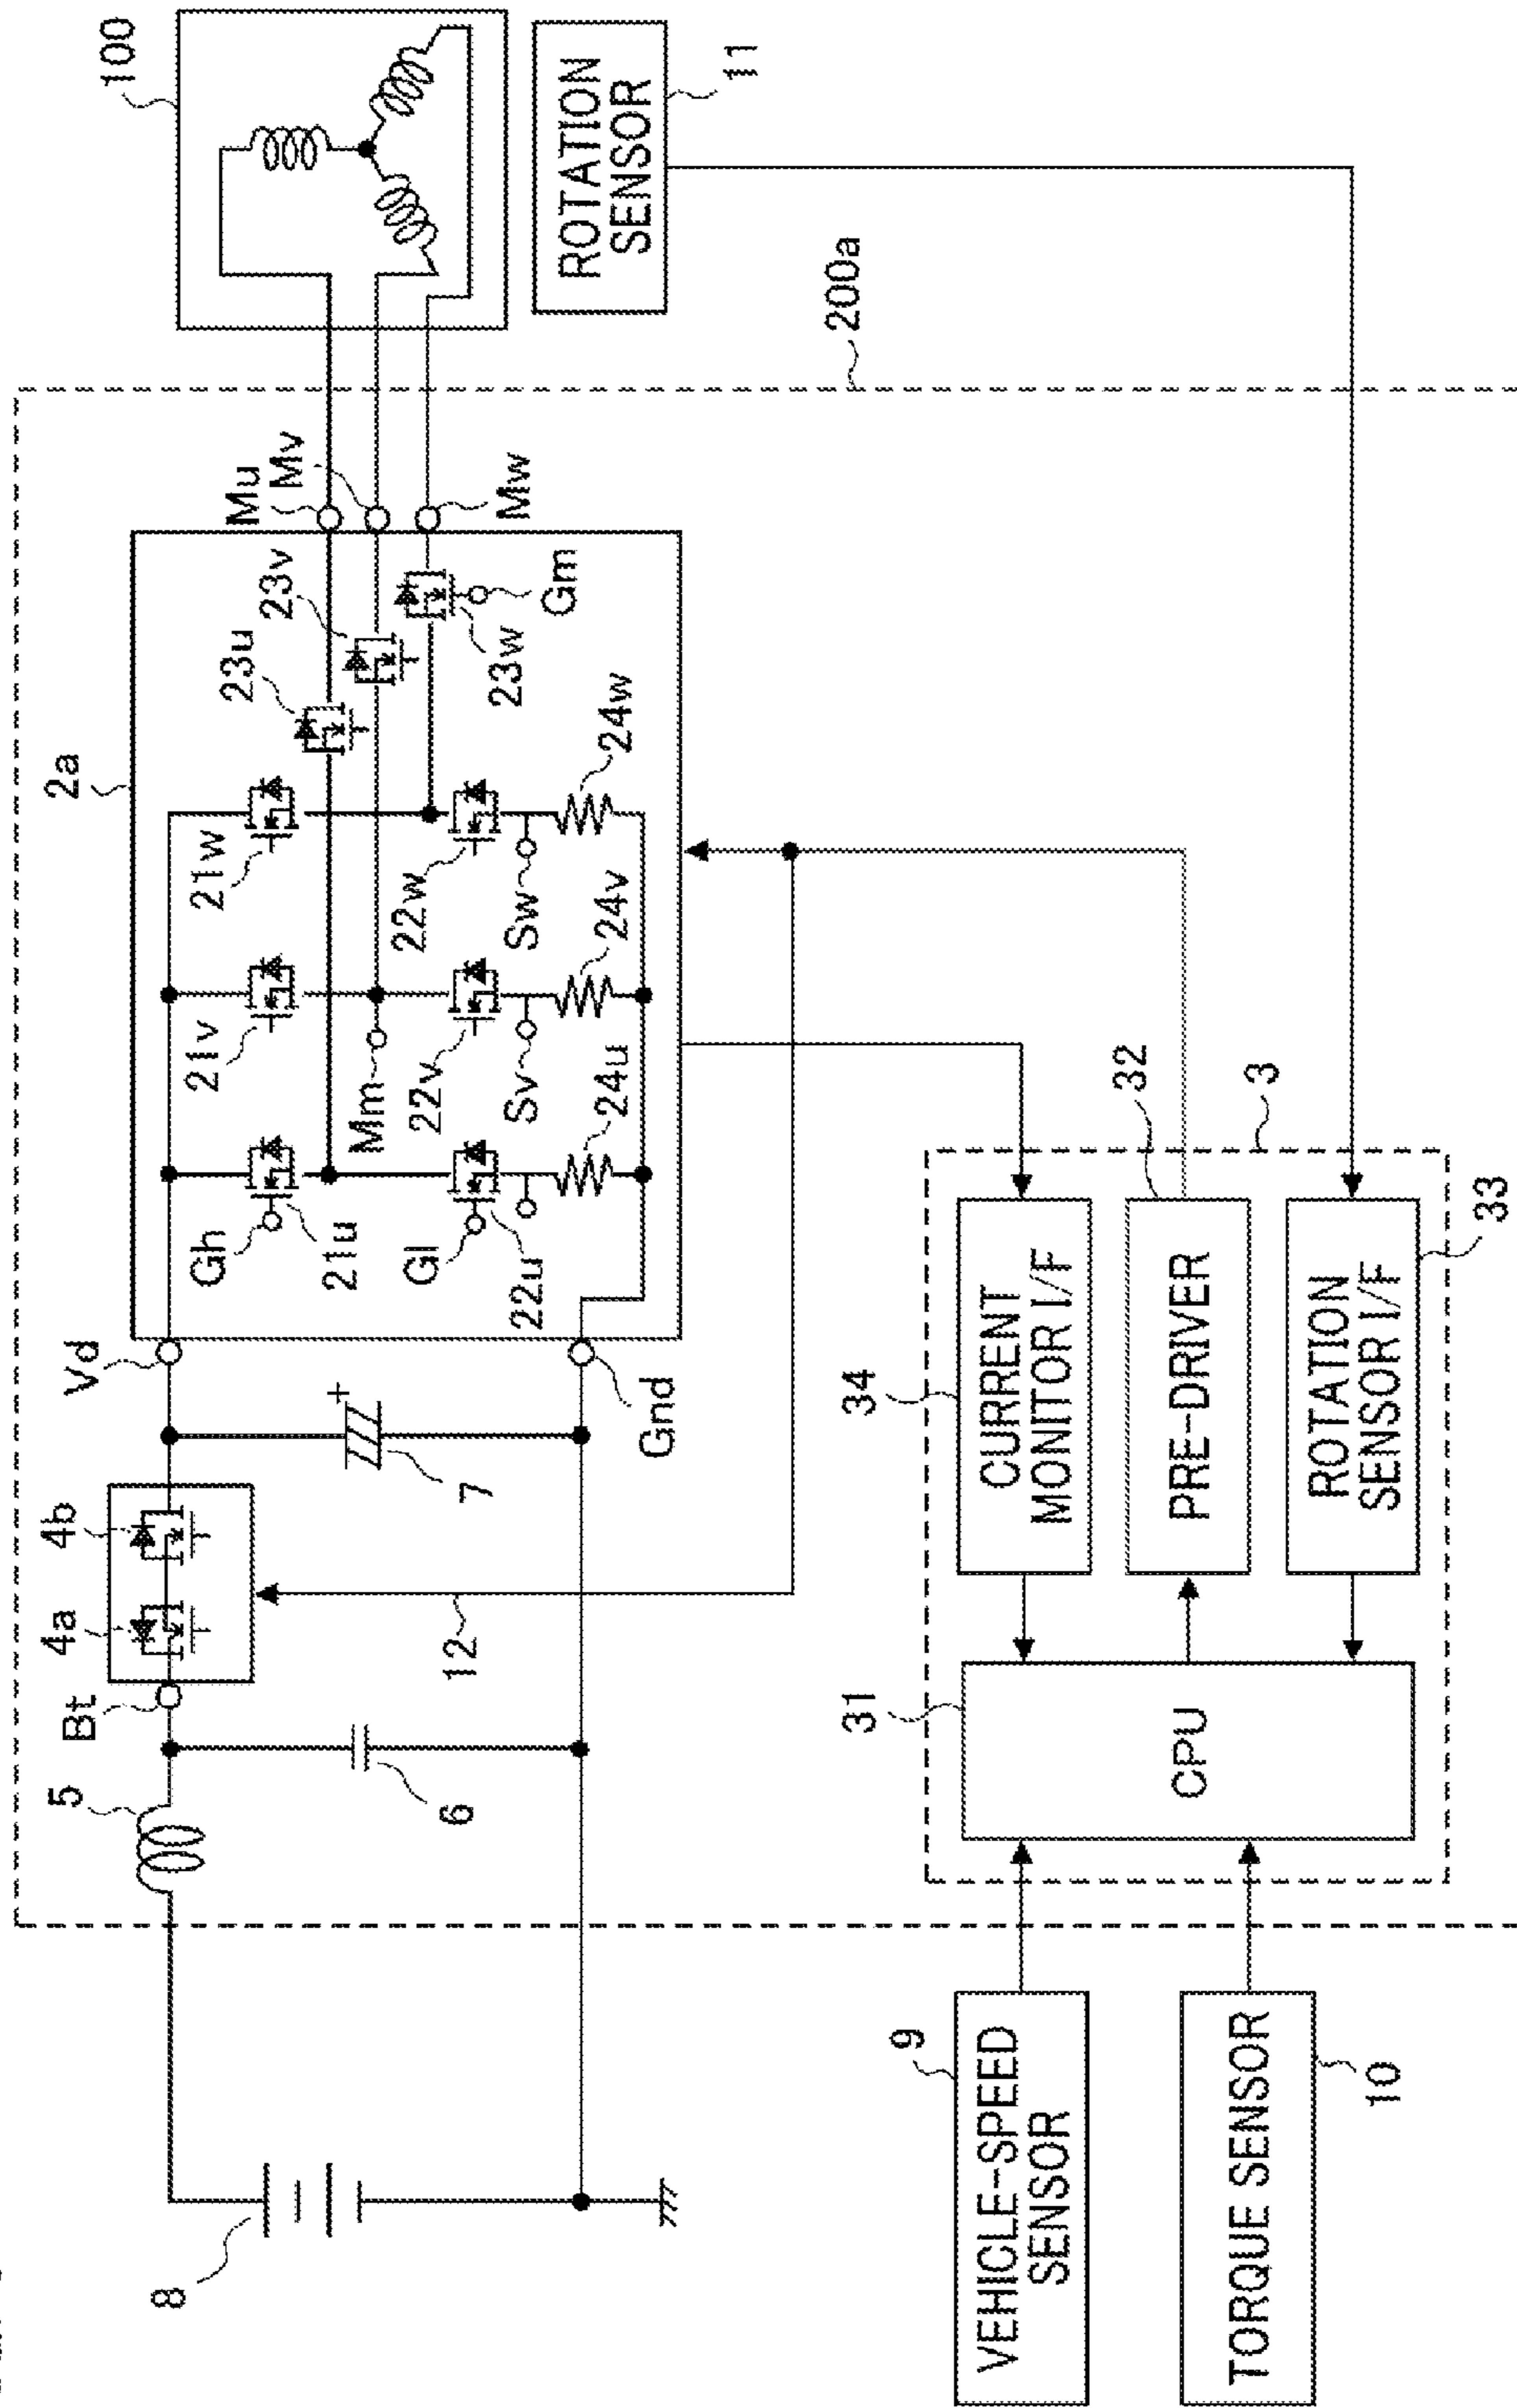 100
ROTATION
SENSOR
11
200a
2a
Mu
Mv
Mw
23u
23v
23w
Gm
21w
21v
21u
Gh
Mm
22w
22v
22u
Gl
Sw
Sv
24w
24v
24u
Vd
Gnd
7
4a
4b
12
Bt
5
6
8
3
34
CURRENT
MONITOR I/F
32
PRE-DRIVER
ROTATION
SENSOR I/F
33
31
CPU
9
VEHICLE-SPEED
SENSOR
TORQUE SENSOR
10
+